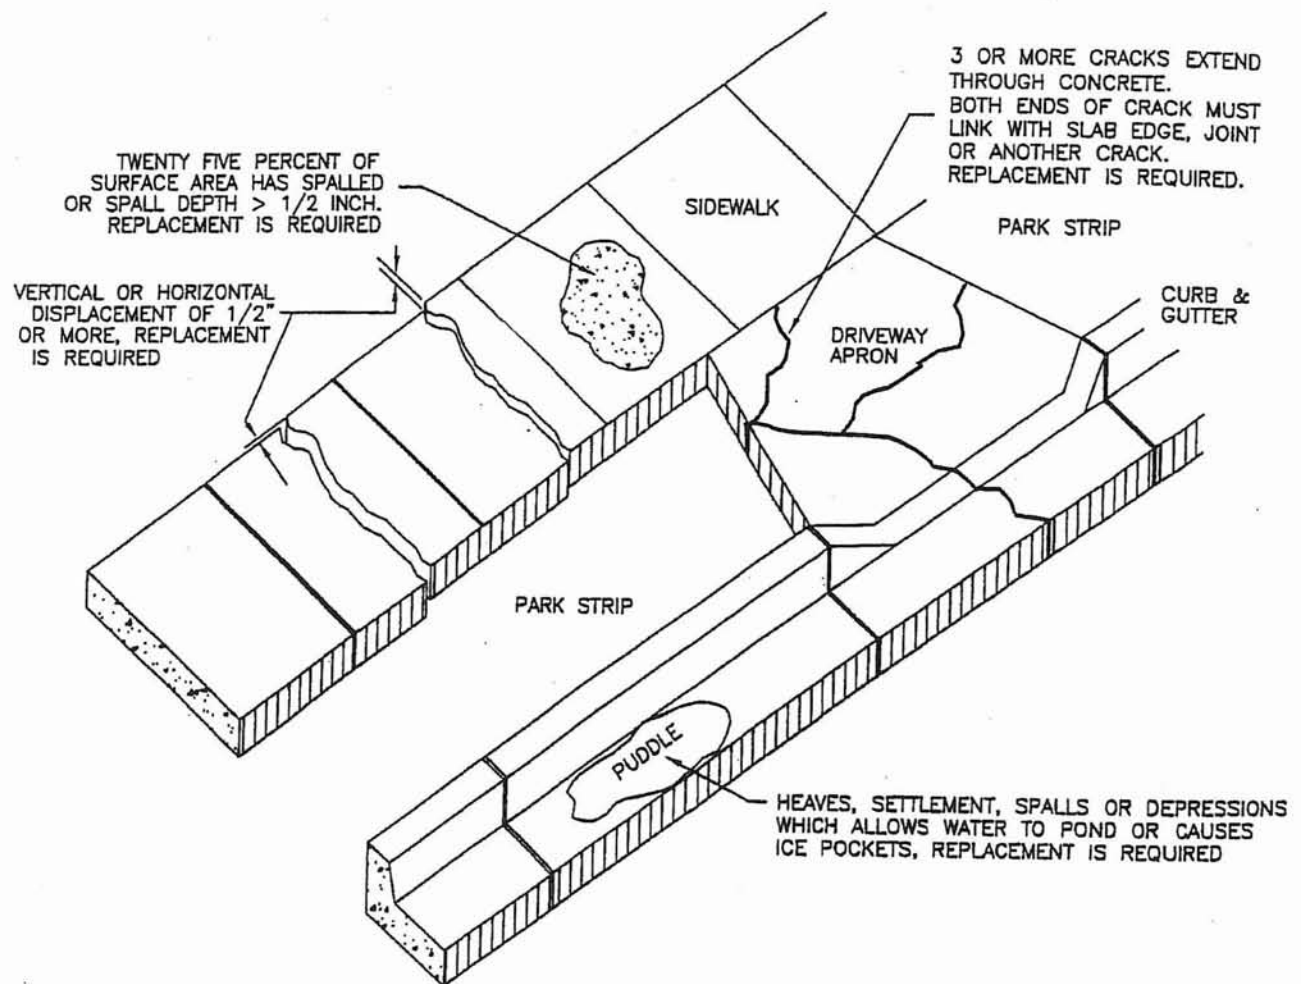 3 OR MORE CRACKS EXTEND
THROUGH CONCRETE.
BOTH ENDS OF CRACK MUST
LINK WITH SLAB EDGE, JOINT
OR ANOTHER CRACK.
REPLACEMENT IS REQUIRED.
TWENTY FIVE PERCENT OF
SURFACE AREA HAS SPALLED
OR SPALL DEPTH > 1/2 INCH.
REPLACEMENT IS REQUIRED
SIDEWALK
PARK STRIP
VERTICAL OR HORIZONTAL
DISPLACEMENT OF 1/2"
OR MORE, REPLACEMENT
IS REQUIRED
CURB &
GUTTER
DRIVEWAY
APRON
PARK STRIP
PUDDLE
HEAVES, SETTLEMENT, SPALLS OR DEPRESSIONS
WHICH ALLOWS WATER TO POND OR CAUSES
ICE POCKETS, REPLACEMENT IS REQUIRED